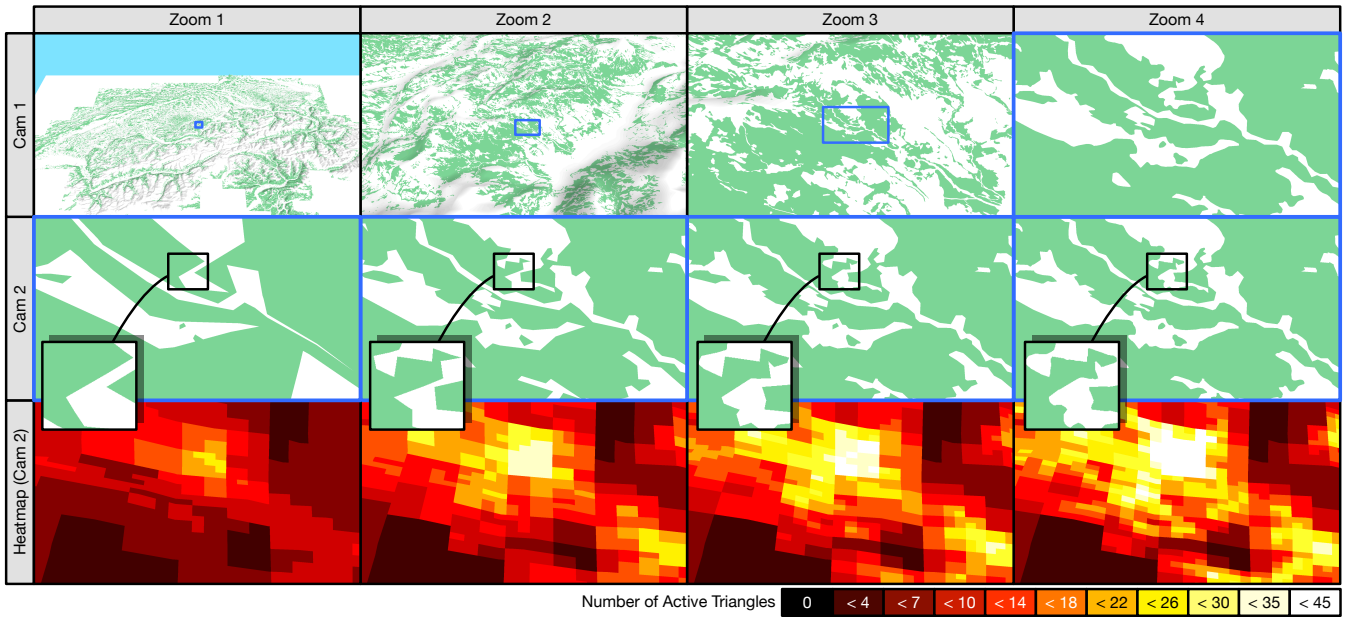 Zoom 1 Zoom 2 Zoom 3 Zoom 4
Cam 1
Cam 2
Heatmap (Cam 2)
Number of Active Triangles 0 < 4 < 7 < 10 < 14 < 18 < 22 < 26 < 30 < 35 < 45